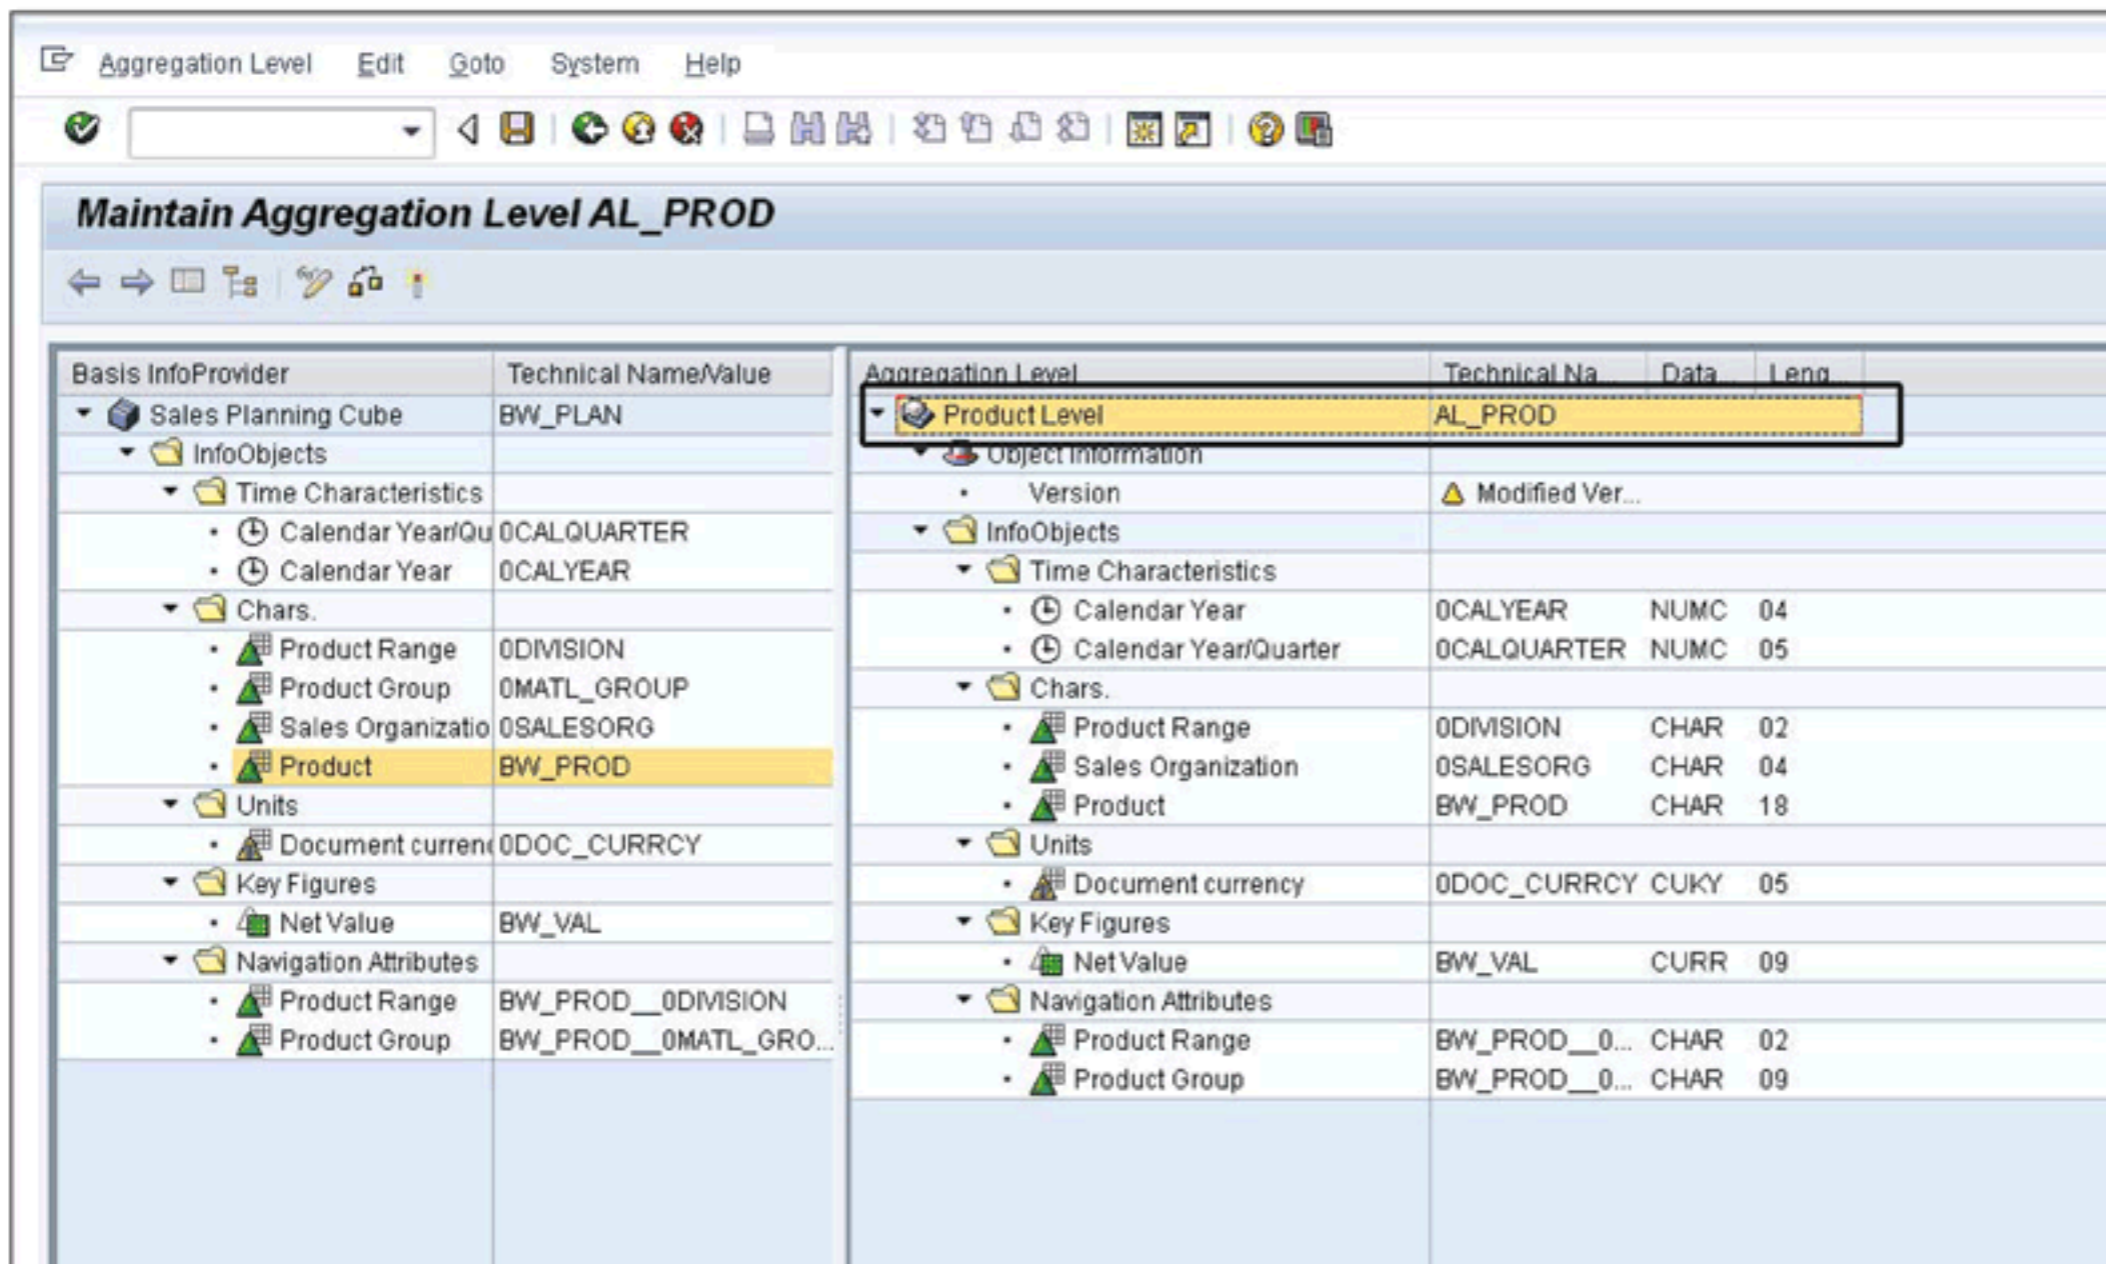 Aggregation Level Edit Goto System Help
Maintain Aggregation Level AL_PROD
Basis InfoProvider Technical Name/Value
Sales Planning Cube BW_PLAN
InfoObjects
Time Characteristics
Calendar Year/Qu 0CALQUARTER
Calendar Year 0CALYEAR
Chars.
Product Range 0DIVISION
Product Group 0MATL_GROUP
Sales Organizatio 0SALESORG
Product BW_PROD
Units
Document curren 0DOC_CURRCY
Key Figures
Net Value BW_VAL
Navigation Attributes
Product Range BW_PROD__0DIVISION
Product Group BW_PROD__0MATL_GRO...
Aggregation Level Technical Na... Data... Leng...
Product Level AL_PROD
Object Information
Version Modified Ver...
InfoObjects
Time Characteristics
Calendar Year 0CALYEAR NUMC 04
Calendar Year/Quarter 0CALQUARTER NUMC 05
Chars.
Product Range 0DIVISION CHAR 02
Sales Organization 0SALESORG CHAR 04
Product BW_PROD CHAR 18
Units
Document currency 0DOC_CURRCY CUKY 05
Key Figures
Net Value BW_VAL CURR 09
Navigation Attributes
Product Range BW_PROD__0... CHAR 02
Product Group BW_PROD__0... CHAR 09